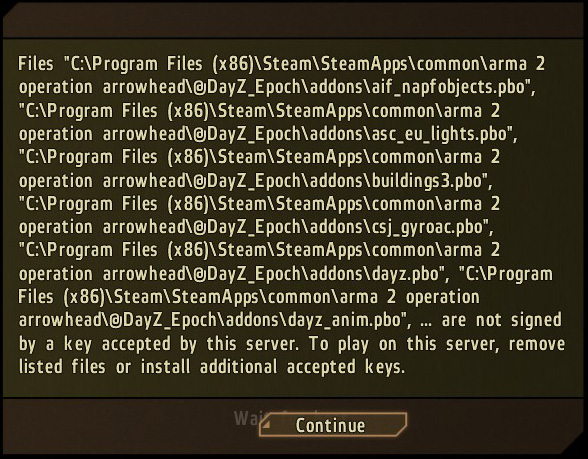 Files "C:\Program Files (x86)\Steam\SteamApps\common\arma 2
operation arrowhead\@DayZ_Epoch\addons\aif_napfobjects.pbo",
"C:\Program Files (x86)\Steam\SteamApps\common\arma 2
operation arrowhead\@DayZ_Epoch\addons\asc_eu_lights.pbo",
"C:\Program Files (x86)\Steam\SteamApps\common\arma 2
operation arrowhead\@DayZ_Epoch\addons\buildings3.pbo",
"C:\Program Files (x86)\Steam\SteamApps\common\arma 2
operation arrowhead\@DayZ_Epoch\addons\csj_gyroac.pbo",
"C:\Program Files (x86)\Steam\SteamApps\common\arma 2
operation arrowhead\@DayZ_Epoch\addons\dayz.pbo", "C:\Program
Files (x86)\Steam\SteamApps\common\arma 2 operation
arrowhead\@DayZ_Epoch\addons\dayz_anim.pbo", ... are not signed
by a key accepted by this server. To play on this server, remove
listed files or install additional accepted keys.
Continue